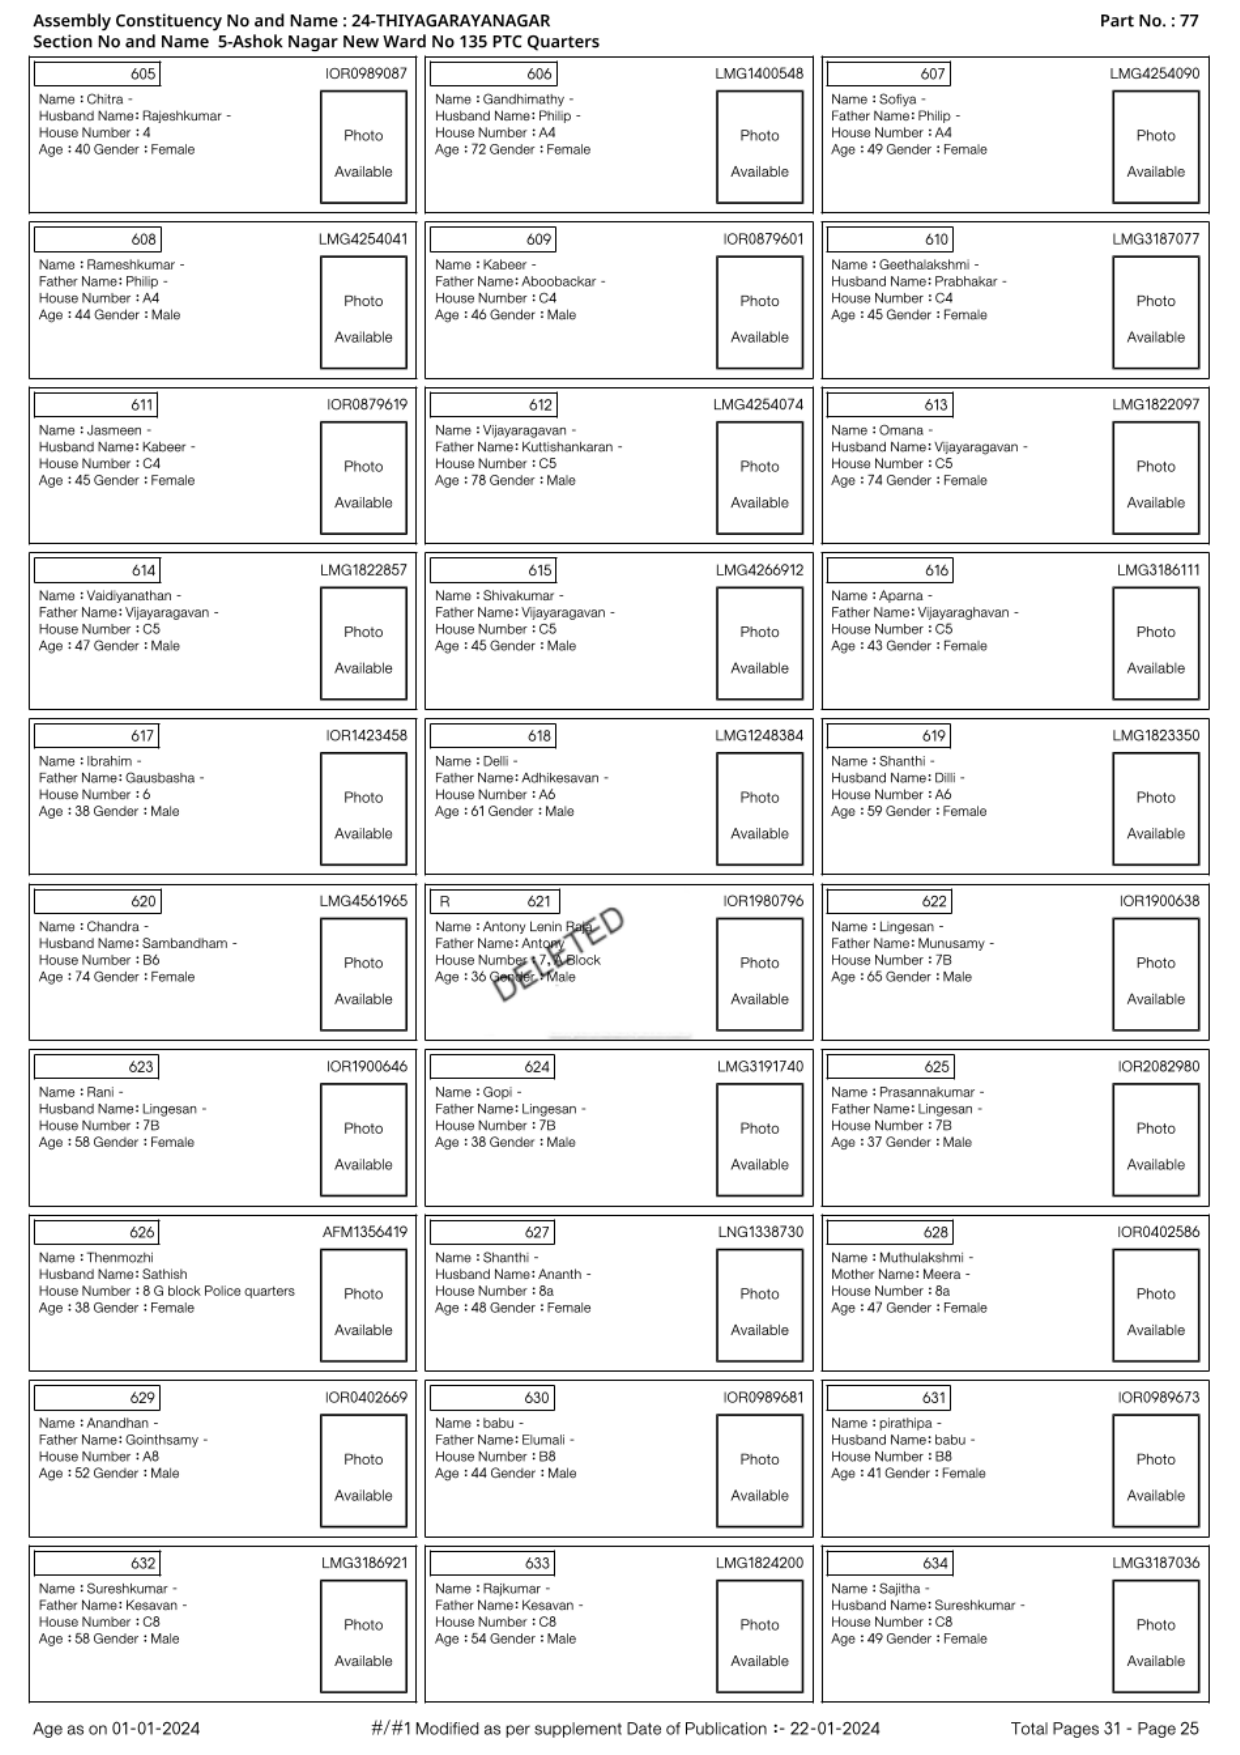 Assembly Constituency No and Name : 24-THIYAGARAYANAGAR Part No. : 77
Section No and Name 5-Ashok Nagar New Ward No 135 PTC Quarters
605 IOR0989087
Name : Chitra -
Husband Name: Rajeshkumar -
House Number : 4
Age : 40 Gender : Female
Photo
Available
606 LMG1400548
Name : Gandhimathy -
Husband Name: Philip -
House Number : A4
Age : 72 Gender : Female
Photo
Available
607 LMG4254090
Name : Sofiya -
Father Name: Philip -
House Number : A4
Age : 49 Gender : Female
Photo
Available
608 LMG4254041
Name : Rameshkumar -
Father Name: Philip -
House Number : A4
Age : 44 Gender : Male
Photo
Available
609 IOR0879601
Name : Kabeer -
Father Name: Aboobackar -
House Number : C4
Age : 46 Gender : Male
Photo
Available
610 LMG3187077
Name : Geethalakshmi -
Husband Name: Prabhakar -
House Number : C4
Age : 45 Gender : Female
Photo
Available
611 IOR0879619
Name : Jasmeen -
Husband Name: Kabeer -
House Number : C4
Age : 45 Gender : Female
Photo
Available
612 LMG4254074
Name : Vijayaragavan -
Father Name: Kuttishankaran -
House Number : C5
Age : 78 Gender : Male
Photo
Available
613 LMG1822097
Name : Omana -
Husband Name: Vijayaragavan -
House Number : C5
Age : 74 Gender : Female
Photo
Available
614 LMG1822857
Name : Vaidiyanathan -
Father Name: Vijayaragavan -
House Number : C5
Age : 47 Gender : Male
Photo
Available
615 LMG4266912
Name : Shivakumar -
Father Name: Vijayaragavan -
House Number : C5
Age : 45 Gender : Male
Photo
Available
616 LMG3186111
Name : Aparna -
Father Name: Vijayaraghavan -
House Number : C5
Age : 43 Gender : Female
Photo
Available
617 IOR1423458
Name : Ibrahim -
Father Name: Gausbasha -
House Number : 6
Age : 38 Gender : Male
Photo
Available
618 LMG1248384
Name : Delli -
Father Name: Adhikesavan -
House Number : A6
Age : 61 Gender : Male
Photo
Available
619 LMG1823350
Name : Shanthi -
Husband Name: Dilli -
House Number : A6
Age : 59 Gender : Female
Photo
Available
620 LMG4561965
Name : Chandra -
Husband Name: Sambandham -
House Number : B6
Age : 74 Gender : Female
Photo
Available
R 621 IOR1980796
Name : Antony Lenin Raja
Father Name: Antony
House Number : 7, A Block
Age : 36 Gender : Male
DELETED
Photo
Available
622 IOR1900638
Name : Lingesan -
Father Name: Munusamy -
House Number : 7B
Age : 65 Gender : Male
Photo
Available
623 IOR1900646
Name : Rani -
Husband Name: Lingesan -
House Number : 7B
Age : 58 Gender : Female
Photo
Available
624 LMG3191740
Name : Gopi -
Father Name: Lingesan -
House Number : 7B
Age : 38 Gender : Male
Photo
Available
625 IOR2082980
Name : Prasannakumar -
Father Name: Lingesan -
House Number : 7B
Age : 37 Gender : Male
Photo
Available
626 AFM1356419
Name : Thenmozhi
Husband Name: Sathish
House Number : 8 G block Police quarters
Age : 38 Gender : Female
Photo
Available
627 LNG1338730
Name : Shanthi -
Husband Name: Ananth -
House Number : 8a
Age : 48 Gender : Female
Photo
Available
628 IOR0402586
Name : Muthulakshmi -
Mother Name: Meera -
House Number : 8a
Age : 47 Gender : Female
Photo
Available
629 IOR0402669
Name : Anandhan -
Father Name: Gointhsamy -
House Number : A8
Age : 52 Gender : Male
Photo
Available
630 IOR0989681
Name : babu -
Father Name: Elumali -
House Number : B8
Age : 44 Gender : Male
Photo
Available
631 IOR0989673
Name : pirathipa -
Husband Name: babu -
House Number : B8
Age : 41 Gender : Female
Photo
Available
632 LMG3186921
Name : Sureshkumar -
Father Name: Kesavan -
House Number : C8
Age : 58 Gender : Male
Photo
Available
633 LMG1824200
Name : Rajkumar -
Father Name: Kesavan -
House Number : C8
Age : 54 Gender : Male
Photo
Available
634 LMG3187036
Name : Sajitha -
Husband Name: Sureshkumar -
House Number : C8
Age : 49 Gender : Female
Photo
Available
Age as on 01-01-2024 #/#1 Modified as per supplement Date of Publication :- 22-01-2024 Total Pages 31 - Page 25